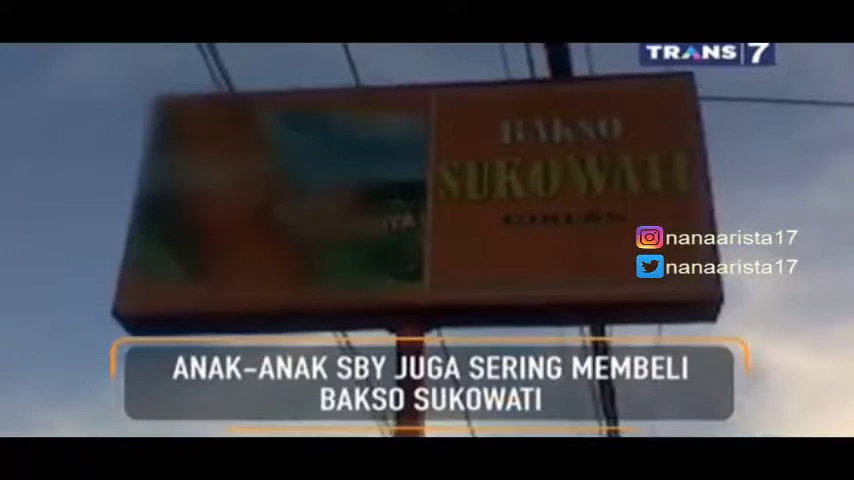 TRANS|7
BAKSO
SUKOWATI
nanaarista17
nanaarista17
ANAK-ANAK SBY JUGA SERING MEMBELI
BAKSO SUKOWATI